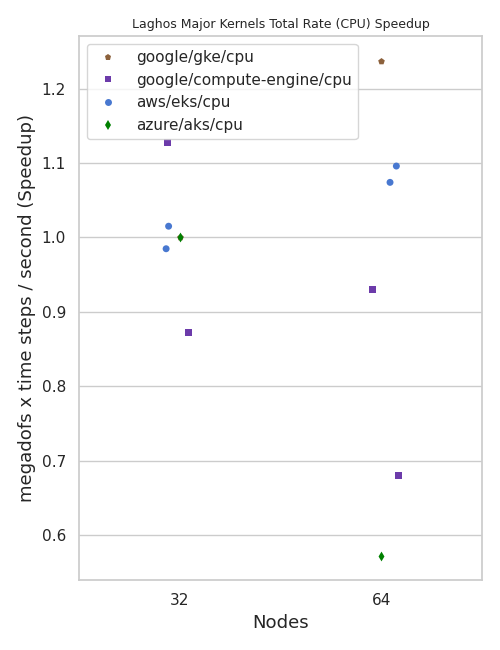 Laghos Major Kernels Total Rate (CPU) Speedup
google/gke/cpu
google/compute-engine/cpu
aws/eks/cpu
azure/aks/cpu
1.2
1.1
1.0
0.9
0.8
0.7
0.6
megadofs x time steps / second (Speedup)
32
64
Nodes